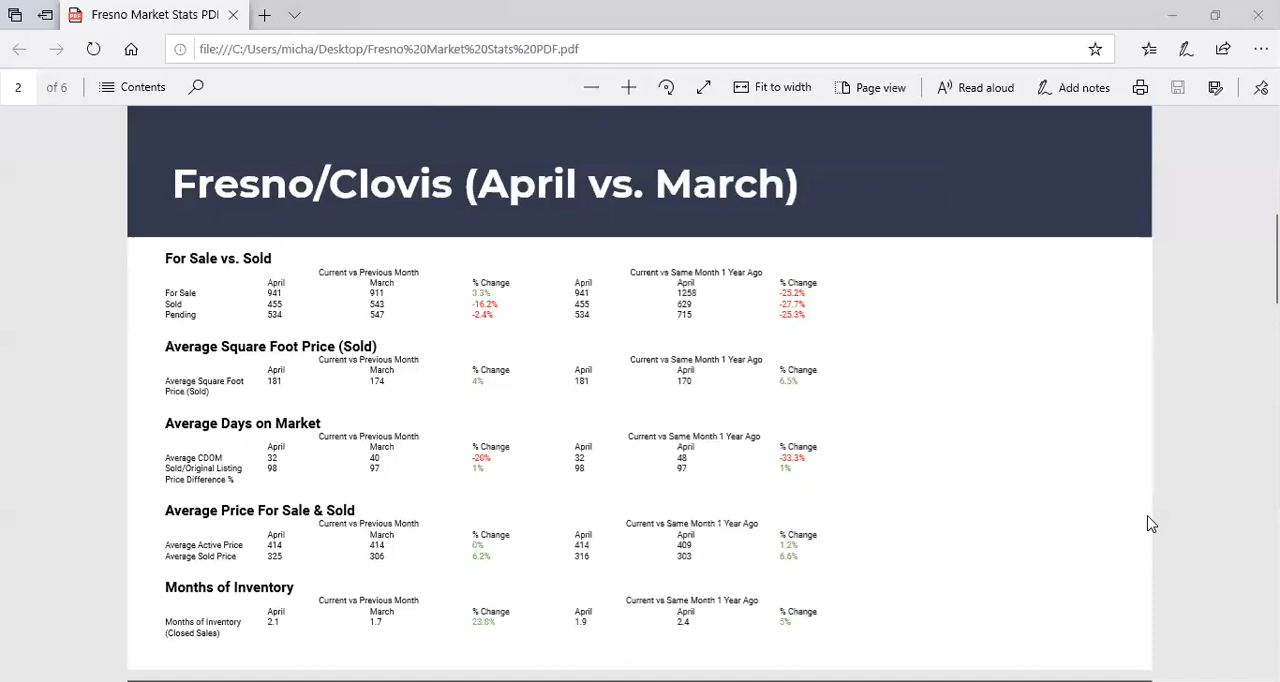 Fresno Market Stats PDI
file:///C:/Users/micha/Desktop/Fresno%20Market%20Stats%20PDF.pdf
2 of 6 Contents Fit to width Page view Read aloud Add notes
Fresno/Clovis (April vs. March)
For Sale vs. Sold
Current vs Previous Month Current vs Same Month 1 Year Ago
April March % Change April April % Change
For Sale 941 911 3.3% 941 1258 -25.2%
Sold 455 543 -16.2% 455 629 -27.7%
Pending 534 547 -2.4% 534 715 -25.3%
Average Square Foot Price (Sold)
Current vs Previous Month Current vs Same Month 1 Year Ago
April March % Change April April % Change
Average Square Foot 181 174 4% 181 170 6.5%
Price (Sold)
Average Days on Market
Current vs Previous Month Current vs Same Month 1 Year Ago
April March % Change April April % Change
Average CDOM 32 40 -20% 32 48 -33.3%
Sold/Original Listing 98 97 1% 98 97 1%
Price Difference %
Average Price For Sale & Sold
Current vs Previous Month Current vs Same Month 1 Year Ago
April March % Change April April % Change
Average Active Price 414 414 0% 414 409 1.2%
Average Sold Price 325 306 6.2% 316 303 6.6%
Months of Inventory
Current vs Previous Month Current vs Same Month 1 Year Ago
April March % Change April April % Change
Months of Inventory 2.1 1.7 23.8% 1.9 2.4 5%
(Closed Sales)